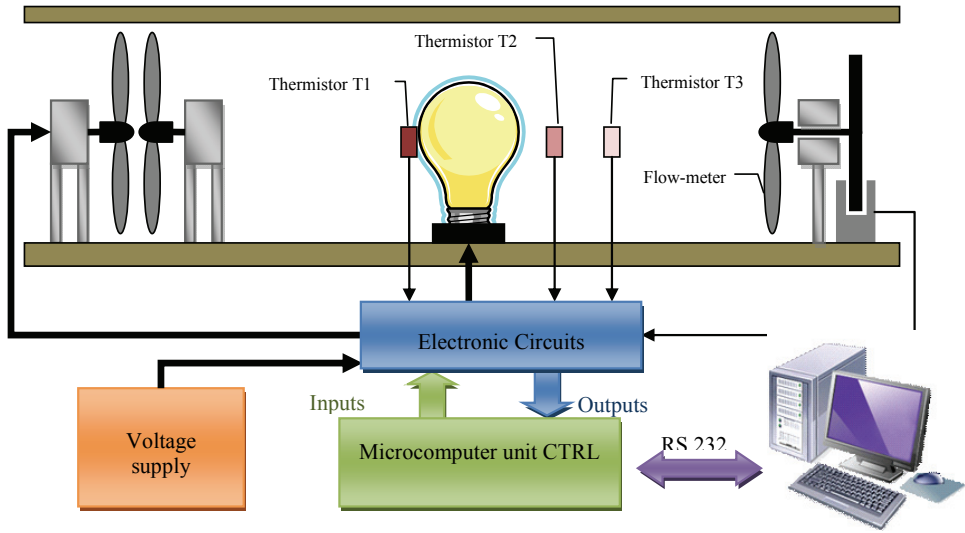 Thermistor T2
Thermistor T1
Thermistor T3
Flow-meter
Electronic Circuits
Inputs
Outputs
Voltage
supply
Microcomputer unit CTRL
RS 232